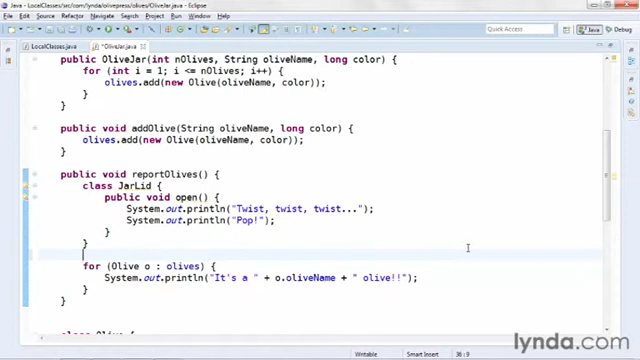 Java - LocalClasses/src/com/lynda/olivepress/olives/OliveJar.java - Eclipse
File Edit Source Refactor Navigate Search Project Run Window Help
Java Debug
LocalClasses.java *OliveJar.java
public OliveJar(int nOlives, String oliveName, long color) {
for (int i = 1; i <= nOlives; i++) {
olives.add(new Olive(oliveName, color));
}
}
public void addOlive(String oliveName, long color) {
olives.add(new Olive(oliveName, color));
}
public void reportOlives() {
class JarLid {
public void open() {
System.out.println("Twist, twist, twist...");
System.out.println("Pop!");
}
}
for (Olive o : olives) {
System.out.println("It's a " + o.oliveName + " olive!!");
}
}
Writable Smart Insert 36 : 9
lynda.com